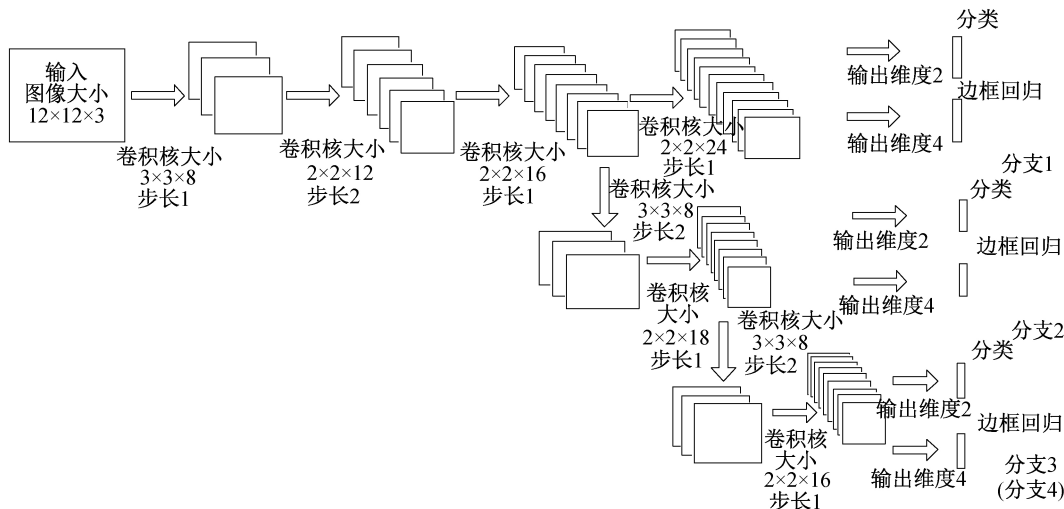 输入
图像大小
12×12×3
卷积核大小
3×3×8
步长1
卷积核大小
2×2×12
步长2
卷积核大小
2×2×16
步长1
卷积核大小
2×2×24
步长1
分类
输出维度2
边框回归
输出维度4
分支1
卷积核大小
3×3×8
步长2
卷积核
大小
2×2×18
步长1
分类
输出维度2
边框回归
输出维度4
分支2
卷积核大小
3×3×8
步长2
卷积核
大小
2×2×16
步长1
分类
输出维度2
边框回归
输出维度4
分支3
(分支4)